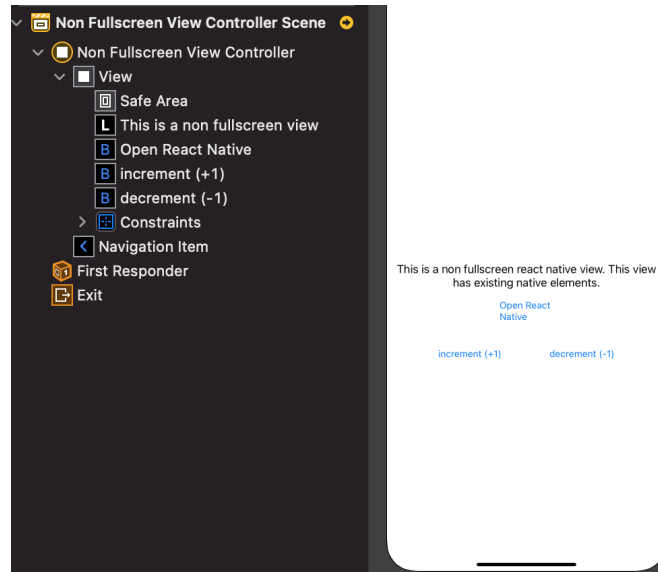 Non Fullscreen View Controller Scene
Non Fullscreen View Controller
View
Safe Area
L This is a non fullscreen view
B Open React Native
B increment (+1)
B decrement (-1)
Constraints
Navigation Item
First Responder
Exit
This is a non fullscreen react native view. This view
has existing native elements.
Open React
Native
increment (+1) decrement (-1)